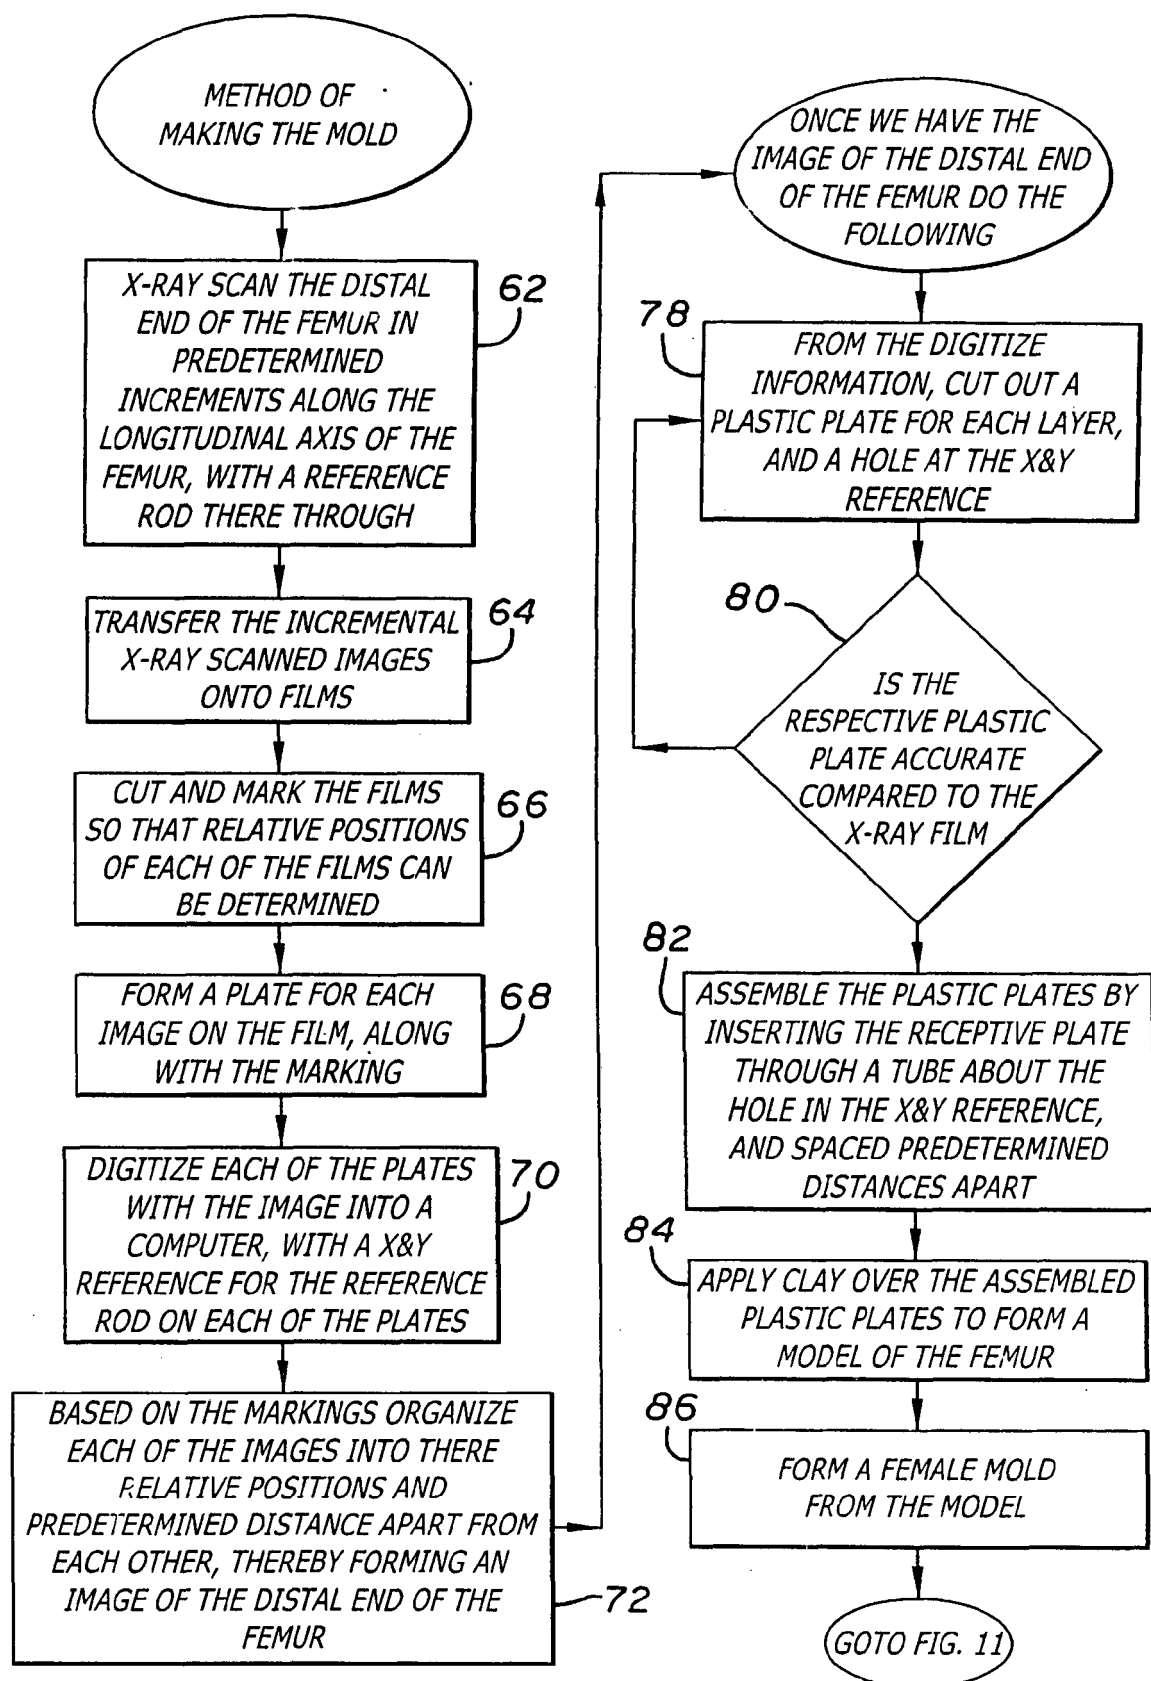 METHOD OF
MAKING THE MOLD
X-RAY SCAN THE DISTAL
END OF THE FEMUR IN
PREDETERMINED
INCREMENTS ALONG THE
LONGITUDINAL AXIS OF THE
FEMUR, WITH A REFERENCE
ROD THERE THROUGH
62
TRANSFER THE INCREMENTAL
X-RAY SCANNED IMAGES
ONTO FILMS
64
CUT AND MARK THE FILMS
SO THAT RELATIVE POSITIONS
OF EACH OF THE FILMS CAN
BE DETERMINED
66
FORM A PLATE FOR EACH
IMAGE ON THE FILM, ALONG
WITH THE MARKING
68
DIGITIZE EACH OF THE PLATES
WITH THE IMAGE INTO A
COMPUTER, WITH A X&Y
REFERENCE FOR THE REFERENCE
ROD ON EACH OF THE PLATES
70
BASED ON THE MARKINGS ORGANIZE
EACH OF THE IMAGES INTO THERE
RELATIVE POSITIONS AND
PREDETERMINED DISTANCE APART FROM
EACH OTHER, THEREBY FORMING AN
IMAGE OF THE DISTAL END OF THE
FEMUR
72
ONCE WE HAVE THE
IMAGE OF THE DISTAL END
OF THE FEMUR DO THE
FOLLOWING
78
FROM THE DIGITIZE
INFORMATION, CUT OUT A
PLASTIC PLATE FOR EACH LAYER,
AND A HOLE AT THE X&Y
REFERENCE
80
IS THE
RESPECTIVE PLASTIC
PLATE ACCURATE
COMPARED TO THE
X-RAY FILM
82
ASSEMBLE THE PLASTIC PLATES BY
INSERTING THE RECEPTIVE PLATE
THROUGH A TUBE ABOUT THE
HOLE IN THE X&Y REFERENCE,
AND SPACED PREDETERMINED
DISTANCES APART
84
APPLY CLAY OVER THE ASSEMBLED
PLASTIC PLATES TO FORM A
MODEL OF THE FEMUR
86
FORM A FEMALE MOLD
FROM THE MODEL
GOTO FIG. 11